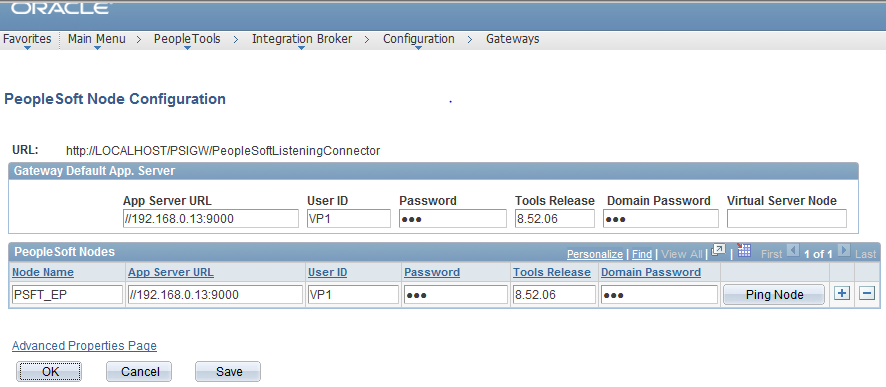 ORACLE
Favorites Main Menu > PeopleTools > Integration Broker > Configuration > Gateways
PeopleSoft Node Configuration
URL: http://LOCALHOST/PSIGW/PeopleSoftListeningConnector
Gateway Default App. Server
App Server URL User ID Password Tools Release Domain Password Virtual Server Node
//192.168.0.13:9000 VP1 ●●● 8.52.06 ●●●
PeopleSoft Nodes Personalize | Find | View All | | First 1 of 1 Last
Node Name App Server URL User ID Password Tools Release Domain Password
PSFT_EP //192.168.0.13:9000 VP1 ●●● 8.52.06 ●●● Ping Node + −
Advanced Properties Page
OK Cancel Save